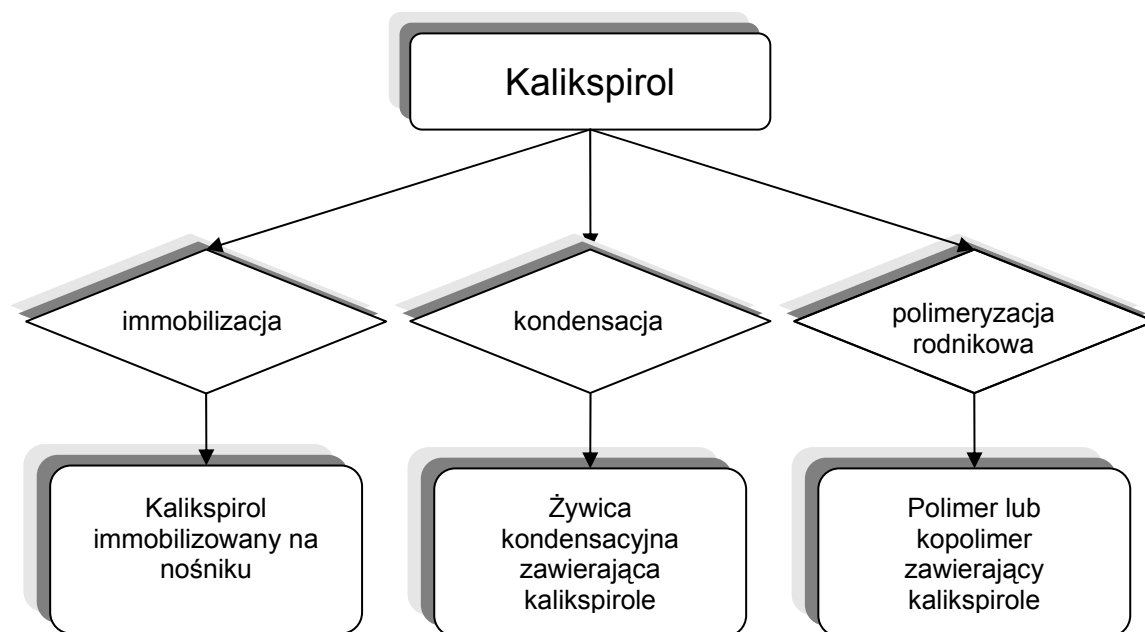 Kalikspirol
immobilizacja
kondensacja
polimeryzacja
rodnikowa
Kalikspirol
immobilizowany na
nośniku
Żywica
kondensacyjna
zawierająca
kalikspirole
Polimer lub
kopolimer
zawierający
kalikspirole